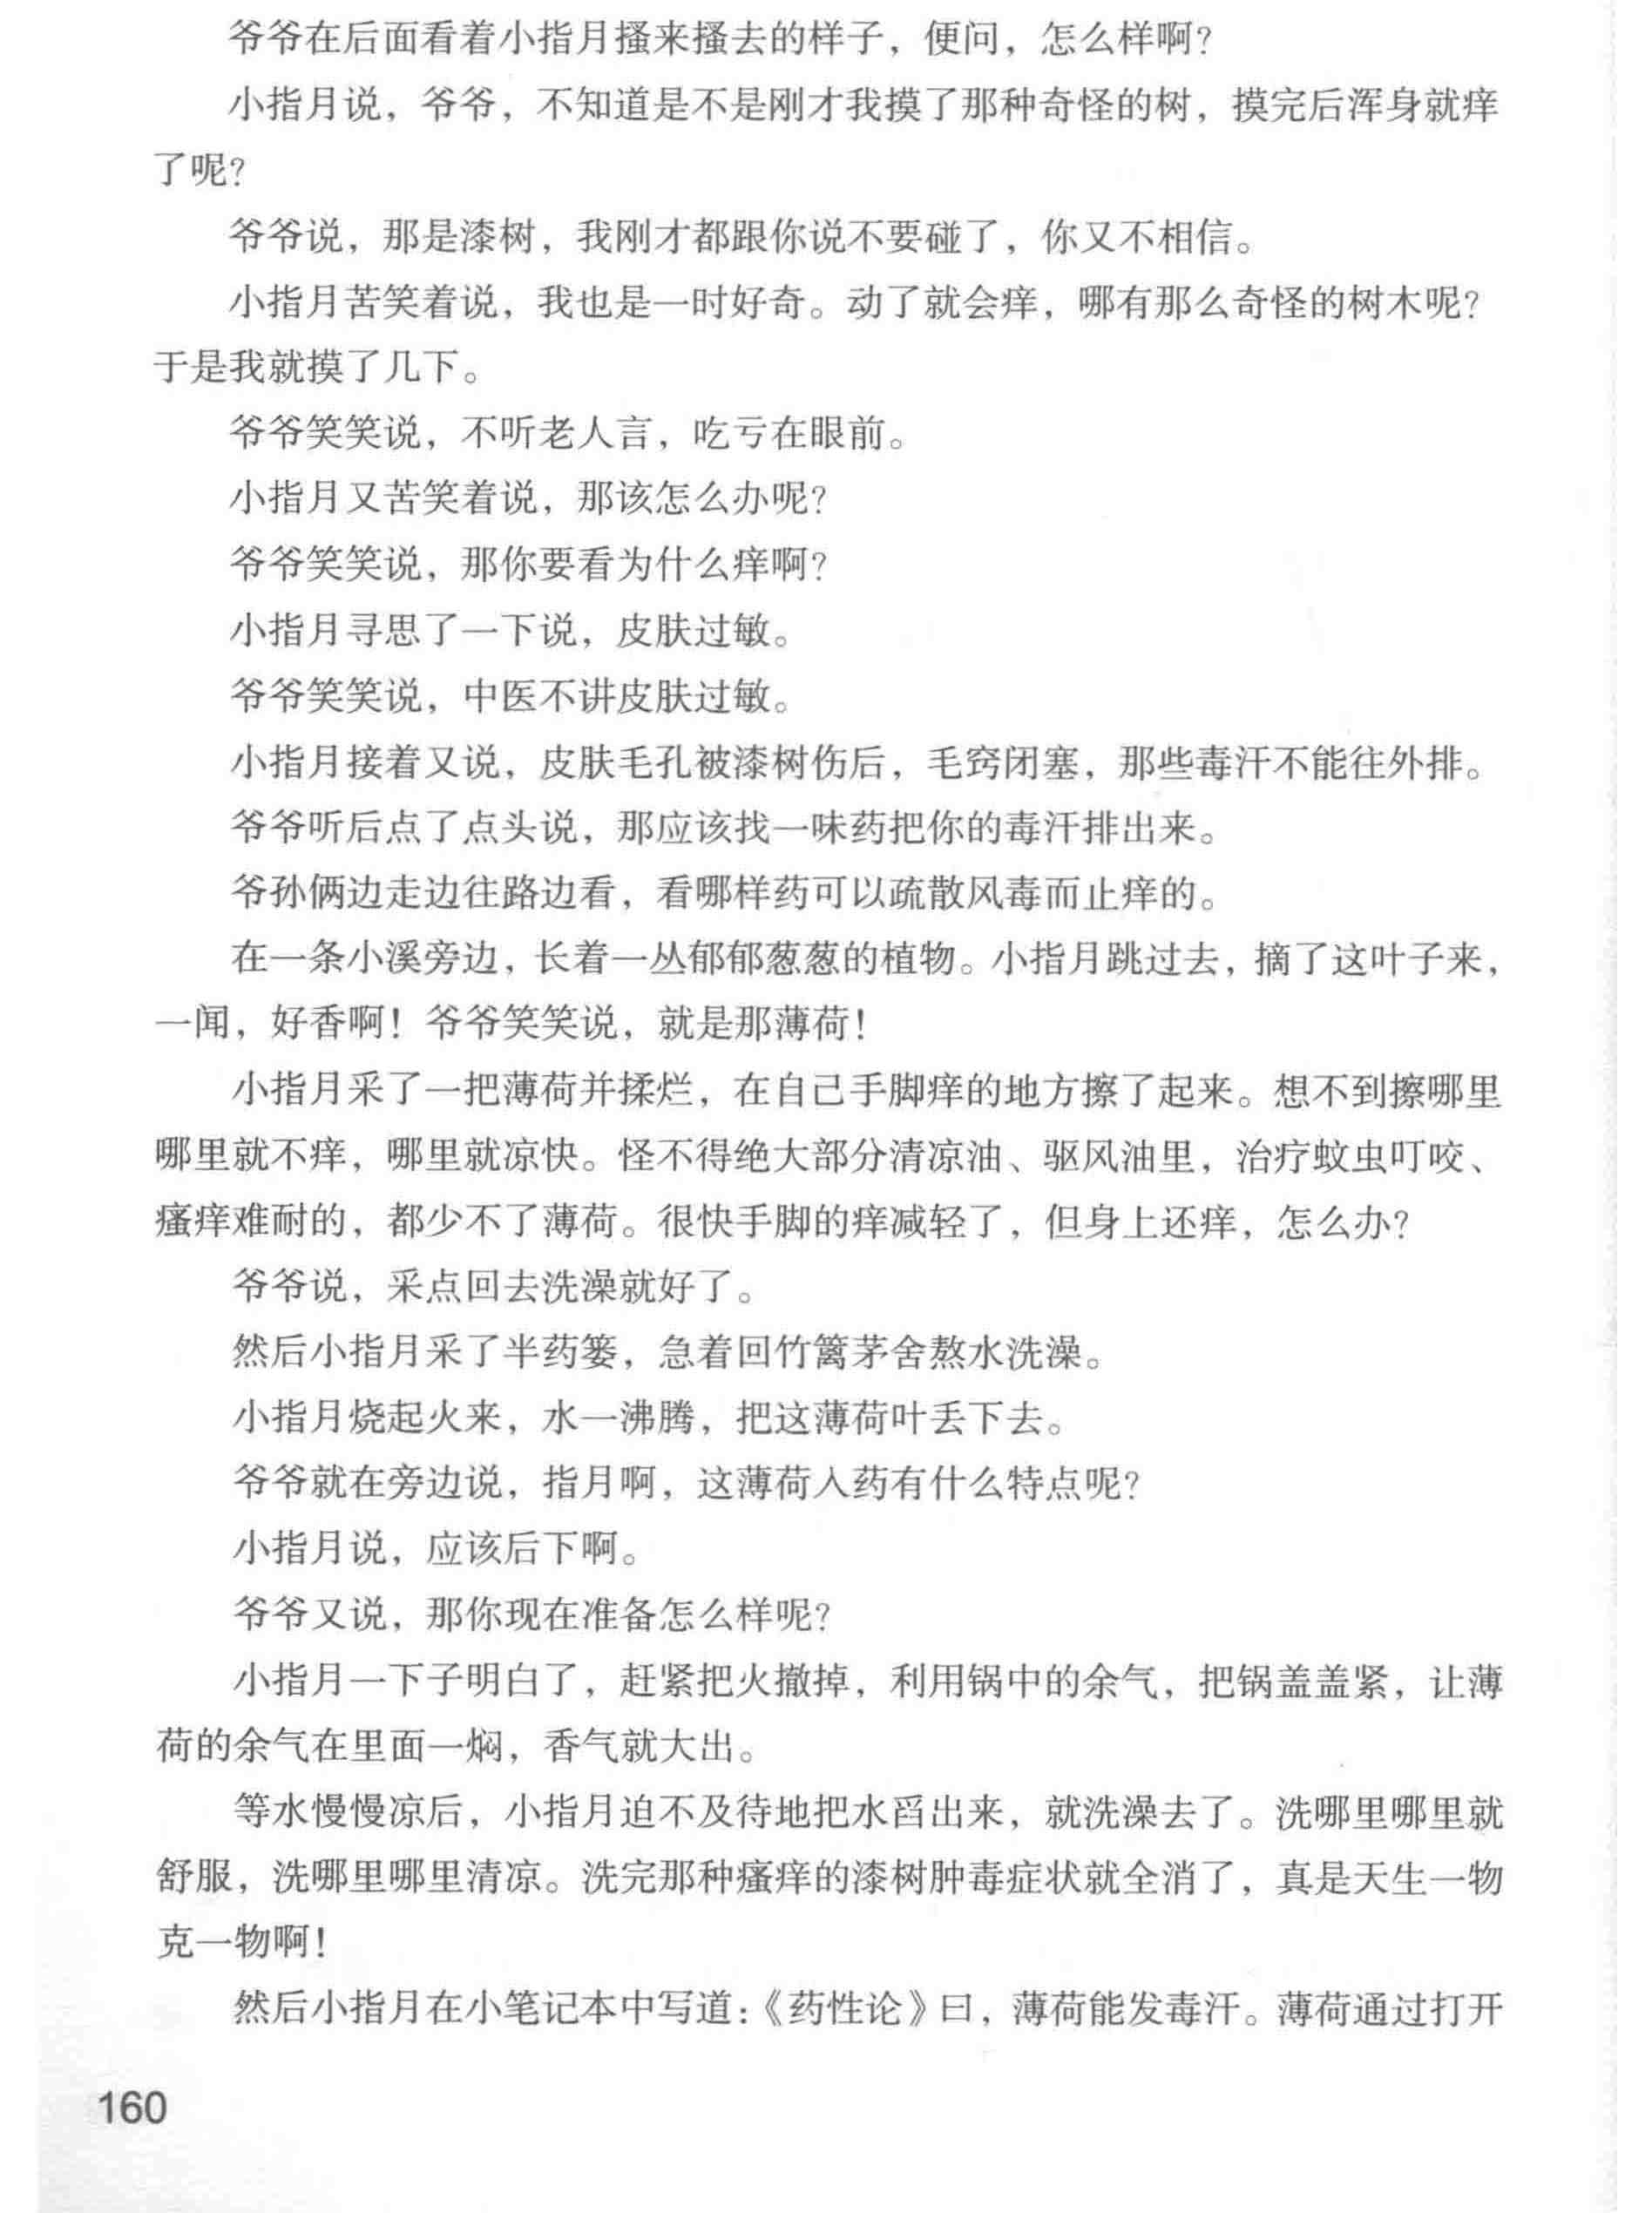 爷爷在后面看着小指月搔来搔去的样子，便问，怎么样啊？
小指月说，爷爷，不知道是不是刚才我摸了那种奇怪的树，摸完后浑身就痒
了呢？
爷爷说，那是漆树，我刚才都跟你说不要碰了，你又不相信。
小指月苦笑着说，我也是一时好奇。动了就会痒，哪有那么奇怪的树木呢？
于是我就摸了几下。
爷爷笑笑说，不听老人言，吃亏在眼前。
小指月又苦笑着说，那该怎么办呢？
爷爷笑笑说，那你要看为什么痒啊？
小指月寻思了一下说，皮肤过敏。
爷爷笑笑说，中医不讲皮肤过敏。
小指月接着又说，皮肤毛孔被漆树伤后，毛窍闭塞，那些毒汗不能往外排。
爷爷听后点了点头说，那应该找一味药把你的毒汗排出来。
爷孙俩边走边往路边看，看哪样药可以疏散风毒而止痒的。
在一条小溪旁边，长着一丛郁郁葱葱的植物。小指月跳过去，摘了这叶子来，
一闻，好香啊！爷爷笑笑说，就是那薄荷！
小指月采了一把薄荷并揉烂，在自己手脚痒的地方擦了起来。想不到擦哪里
哪里就不痒，哪里就凉快。怪不得绝大部分清凉油、驱风油里，治疗蚊虫叮咬、
瘙痒难耐的，都少不了薄荷。很快手脚的痒减轻了，但身上还痒，怎么办？
爷爷说，采点回去洗澡就好了。
然后小指月采了半药篓，急着回竹篱茅舍熬水洗澡。
小指月烧起火来，水一沸腾，把这薄荷叶丢下去。
爷爷就在旁边说，指月啊，这薄荷入药有什么特点呢？
小指月说，应该后下啊。
爷爷又说，那你现在准备怎么样呢？
小指月一下子明白了，赶紧把火撤掉，利用锅中的余气，把锅盖盖紧，让薄
荷的余气在里面一焖，香气就大出。
等水慢慢凉后，小指月迫不及待地把水舀出来，就洗澡去了。洗哪里哪里就
舒服，洗哪里哪里清凉。洗完那种瘙痒的漆树肿毒症状就全消了，真是天生一物
克一物啊！
然后小指月在小笔记本中写道：《药性论》曰，薄荷能发毒汗。薄荷通过打开
160